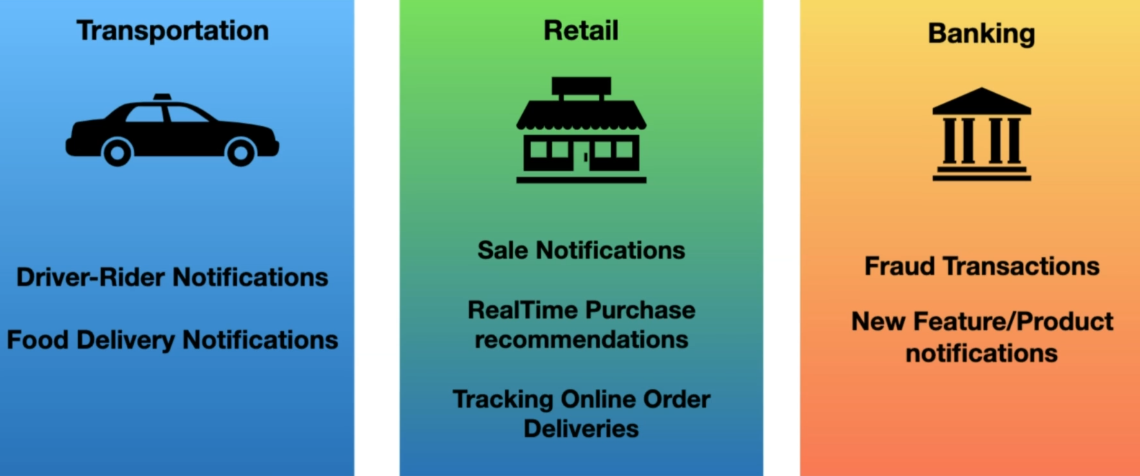 Transportation
Driver-Rider Notifications
Food Delivery Notifications
Retail
Sale Notifications
RealTime Purchase
recommendations
Tracking Online Order
Deliveries
Banking
Fraud Transactions
New Feature/Product
notifications